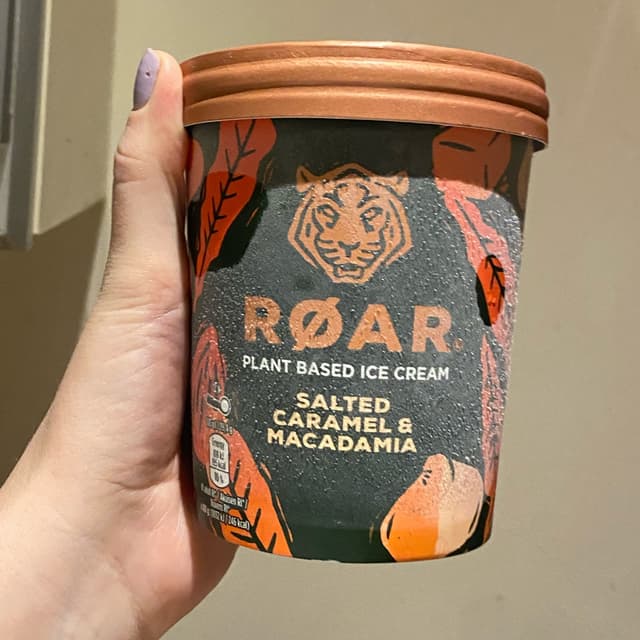 RØAR.
PLANT BASED ICE CREAM
SALTED
CARAMEL &
MACADAMIA